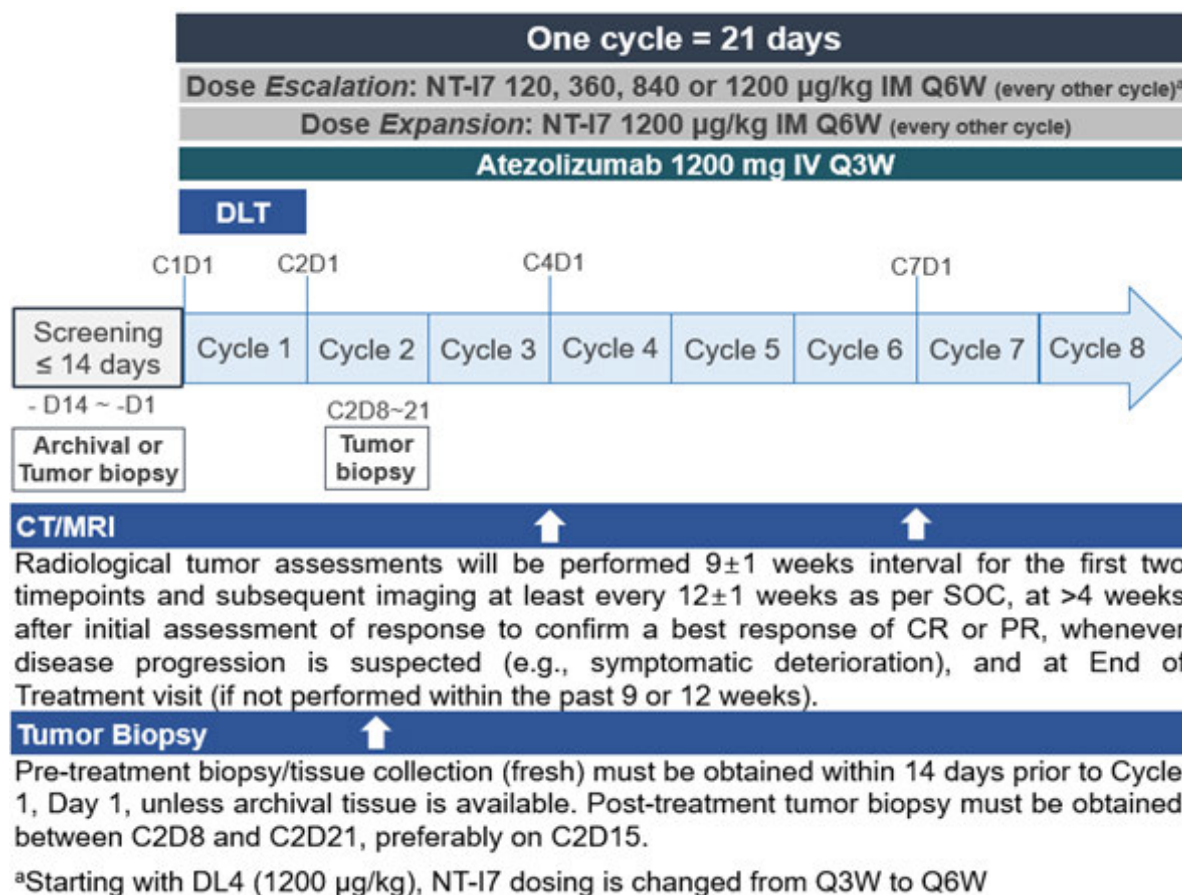 One cycle = 21 days
Dose Escalation: NT-I7 120, 360, 840 or 1200 µg/kg IM Q6W (every other cycle)ᵃ
Dose Expansion: NT-I7 1200 µg/kg IM Q6W (every other cycle)
Atezolizumab 1200 mg IV Q3W
DLT
C1D1 C2D1 C4D1 C7D1
Screening
≤ 14 days
Cycle 1 Cycle 2 Cycle 3 Cycle 4 Cycle 5 Cycle 6 Cycle 7 Cycle 8
- D14 ~ -D1
C2D8~21
Archival or
Tumor biopsy
Tumor
biopsy
CT/MRI
Radiological tumor assessments will be performed 9±1 weeks interval for the first two
timepoints and subsequent imaging at least every 12±1 weeks as per SOC, at >4 weeks
after initial assessment of response to confirm a best response of CR or PR, whenever
disease progression is suspected (e.g., symptomatic deterioration), and at End of
Treatment visit (if not performed within the past 9 or 12 weeks).
Tumor Biopsy
Pre-treatment biopsy/tissue collection (fresh) must be obtained within 14 days prior to Cycle
1, Day 1, unless archival tissue is available. Post-treatment tumor biopsy must be obtained
between C2D8 and C2D21, preferably on C2D15.
ᵃStarting with DL4 (1200 µg/kg), NT-I7 dosing is changed from Q3W to Q6W